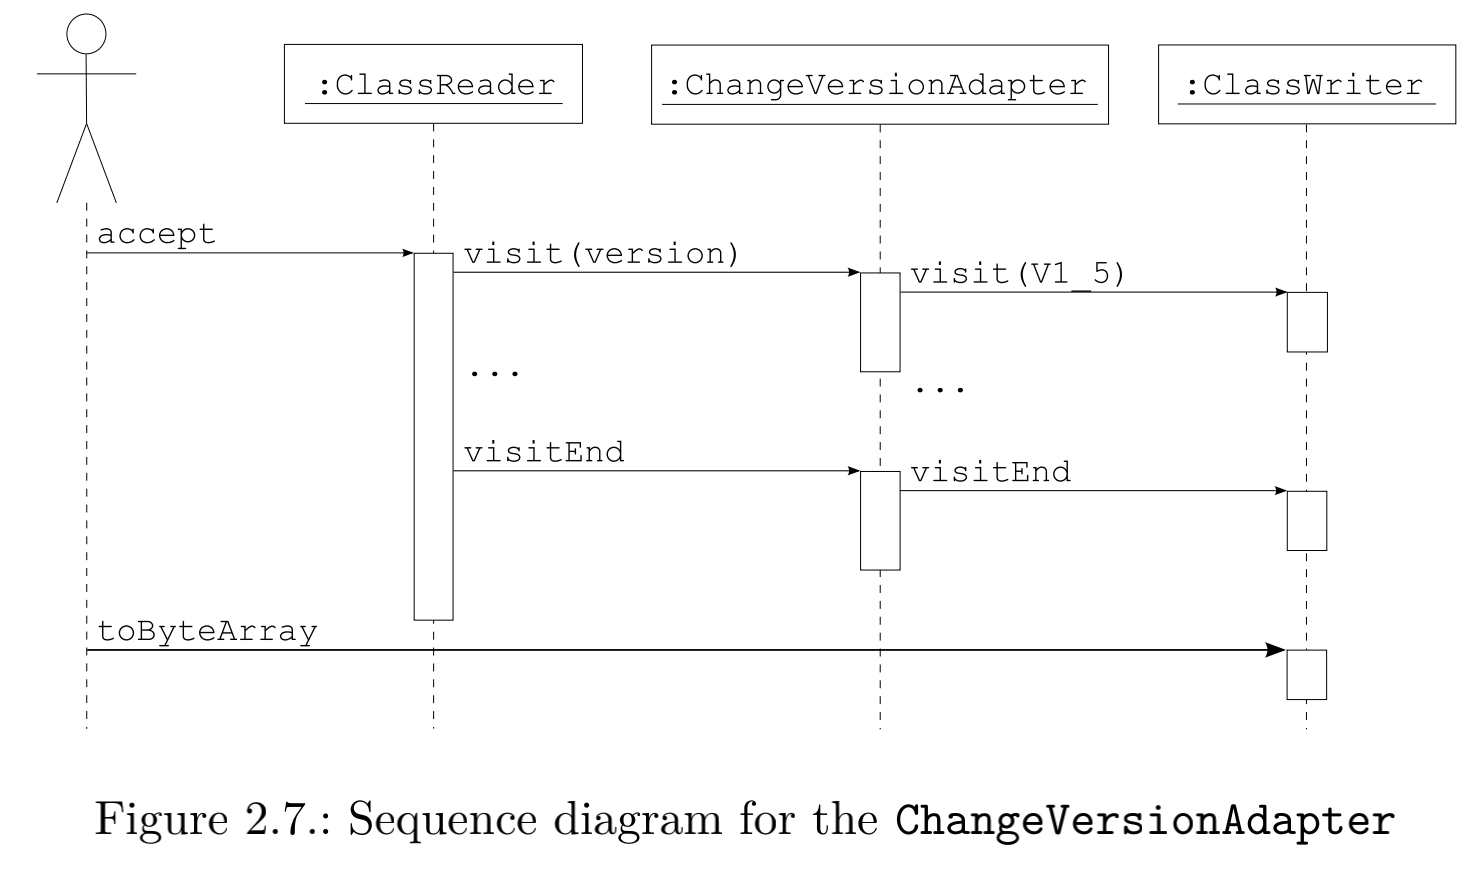 :ClassReader
:ChangeVersionAdapter
:ClassWriter
accept
visit(version)
visit(V1_5)
...
...
visitEnd
visitEnd
toByteArray
Figure 2.7.: Sequence diagram for the ChangeVersionAdapter